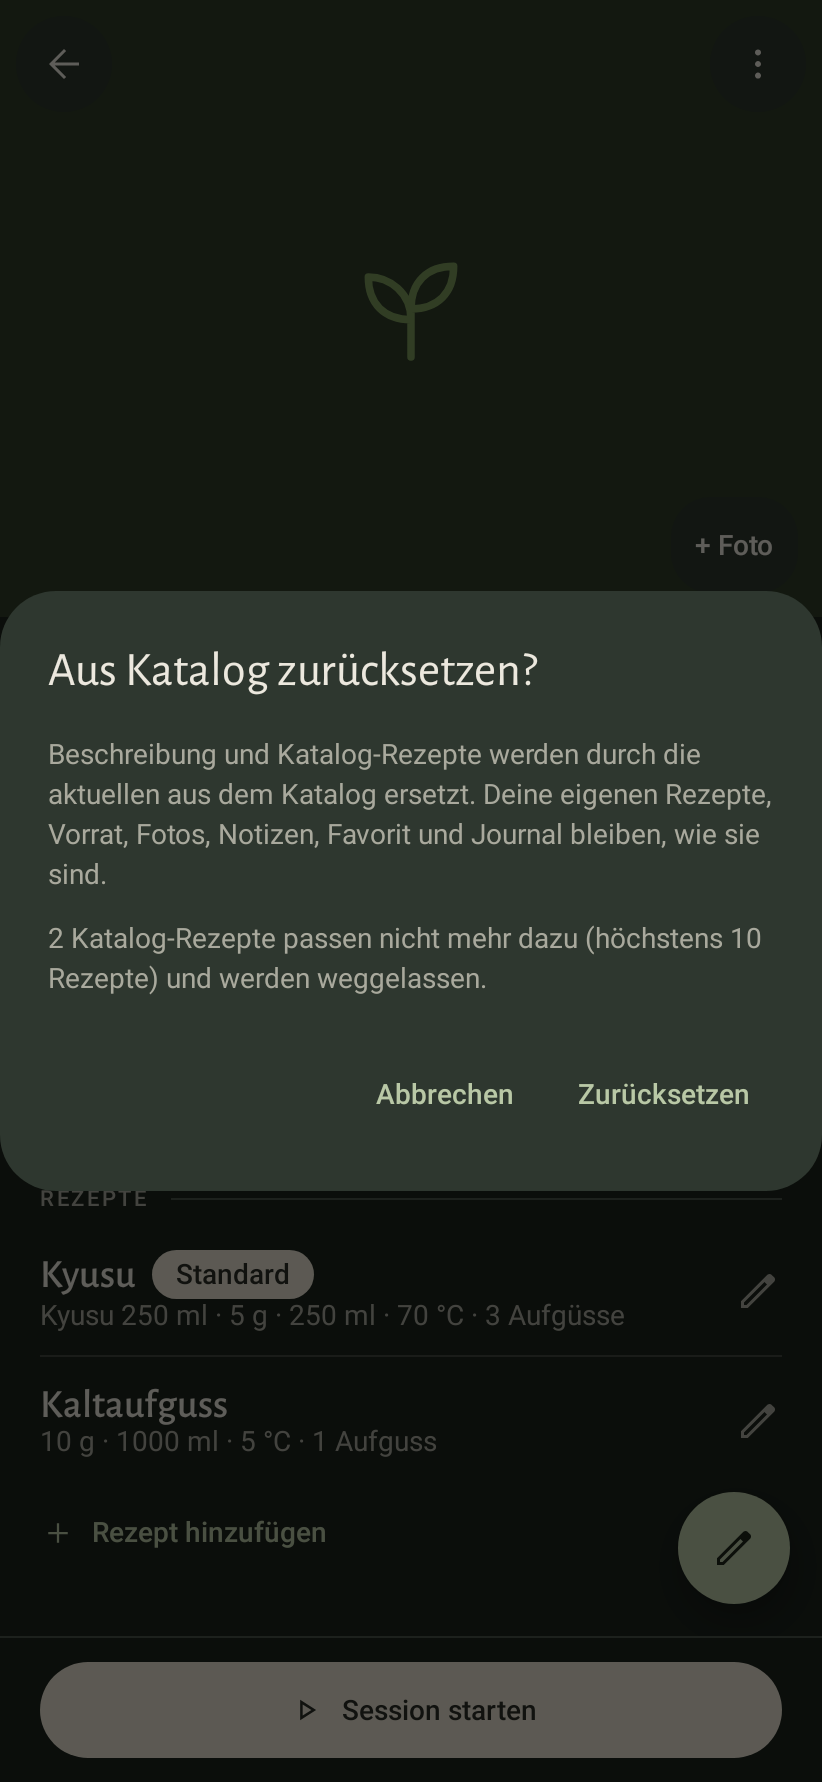 + Foto
Aus Katalog zurücksetzen?
Beschreibung und Katalog-Rezepte werden durch die
aktuellen aus dem Katalog ersetzt. Deine eigenen Rezepte,
Vorrat, Fotos, Notizen, Favorit und Journal bleiben, wie sie
sind.
2 Katalog-Rezepte passen nicht mehr dazu (höchstens 10
Rezepte) und werden weggelassen.
Abbrechen Zurücksetzen
REZEPTE
Kyusu Standard
Kyusu 250 ml · 5 g · 250 ml · 70 °C · 3 Aufgüsse
Kaltaufguss
10 g · 1000 ml · 5 °C · 1 Aufguss
+ Rezept hinzufügen
Session starten